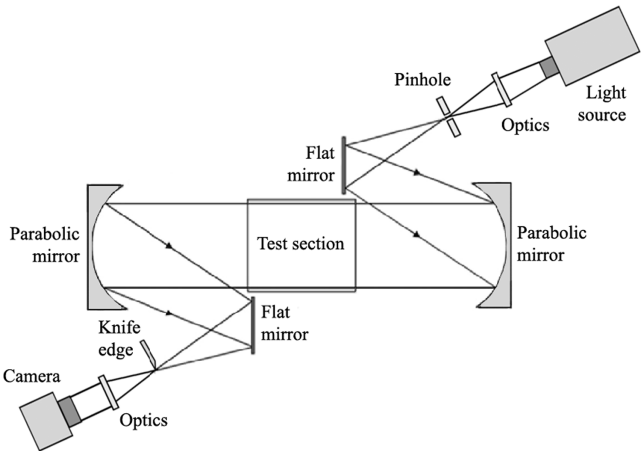 Pinhole
Light
source
Optics
Flat
mirror
Parabolic
mirror
Test section
Parabolic
mirror
Flat
mirror
Knife
edge
Camera
Optics